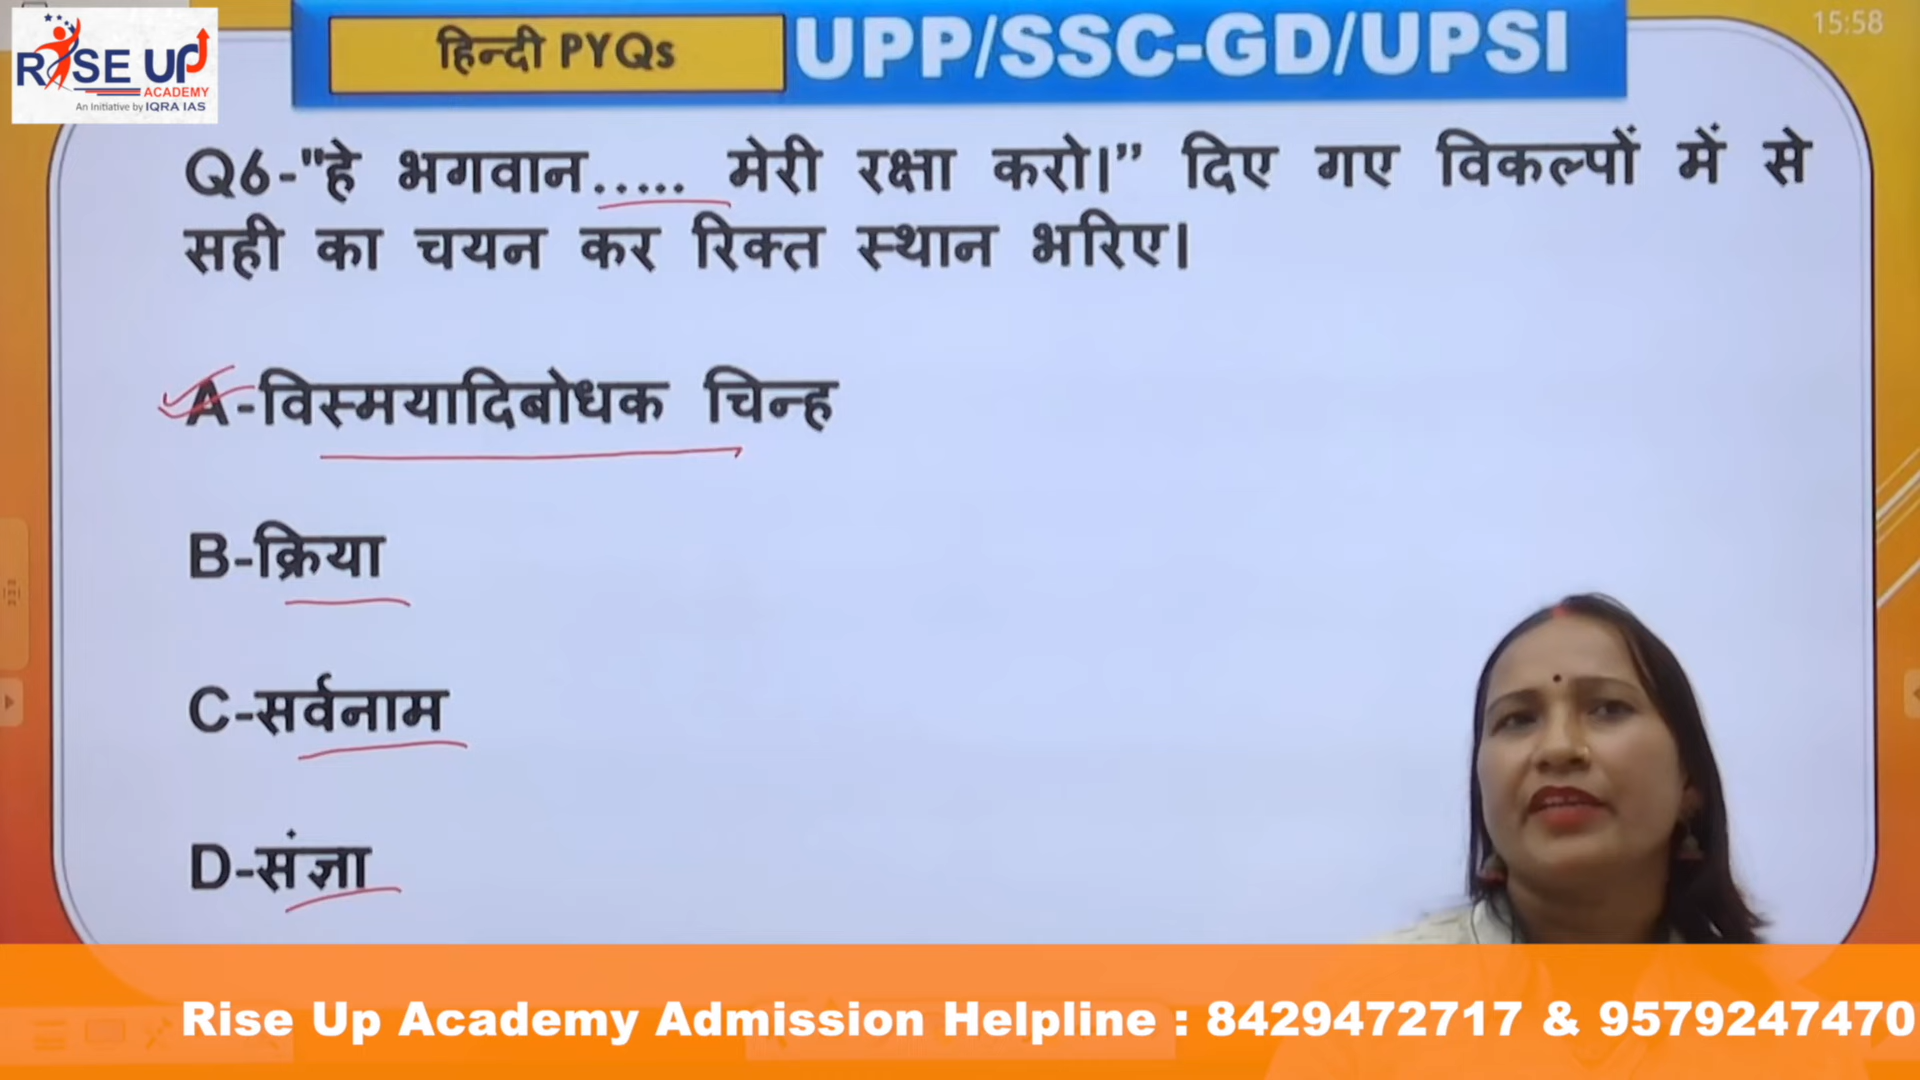 RISE UP
ACADEMY
An Initiative by IQRA IAS
हिन्दी PYQs
UPP/SSC-GD/UPSI
15:58
Q6-"हे भगवान..... मेरी रक्षा करो।” दिए गए विकल्पों में से
सही का चयन कर रिक्त स्थान भरिए।
A-विस्मयादिबोधक चिन्ह
B-क्रिया
C-सर्वनाम
D-संज्ञा
Rise Up Academy Admission Helpline : 8429472717 & 9579247470